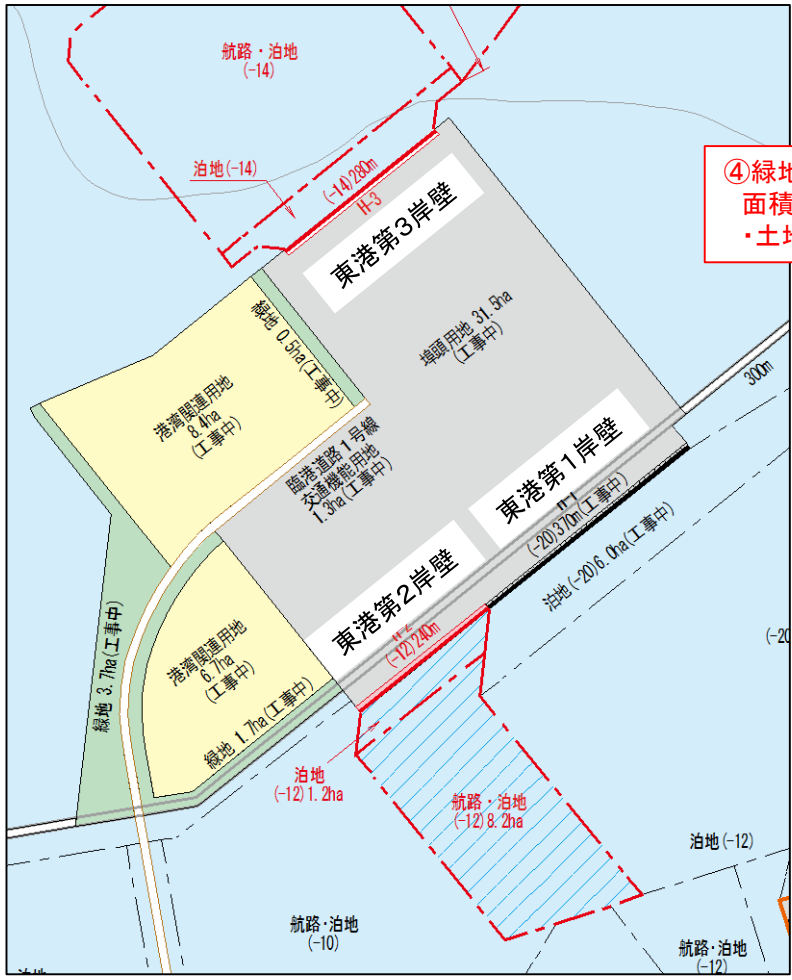 航路・泊地
(-14)
泊地(-14)
(-14)280m
H-3
④緑地
面積
・土地
東港第3岸壁
埠頭用地 31.5ha
(工事中)
緑地 0.5ha(工事中)
港湾関連用地
8.4ha
(工事中)
300m
臨港道路1号線
交通機能用地
1.3ha(工事中)
東港第1岸壁
(-20)370m(工事中)
泊地(-20)6.0ha(工事中)
東港第2岸壁
(-12)240m
(-20
緑地 3.7ha(工事中)
港湾関連用地
6.7ha
(工事中)
緑地 1.7ha(工事中)
泊地
(-12)1.2ha
航路・泊地
(-12)8.2ha
泊地(-12)
航路・泊地
(-10)
航路・泊地
(-12)